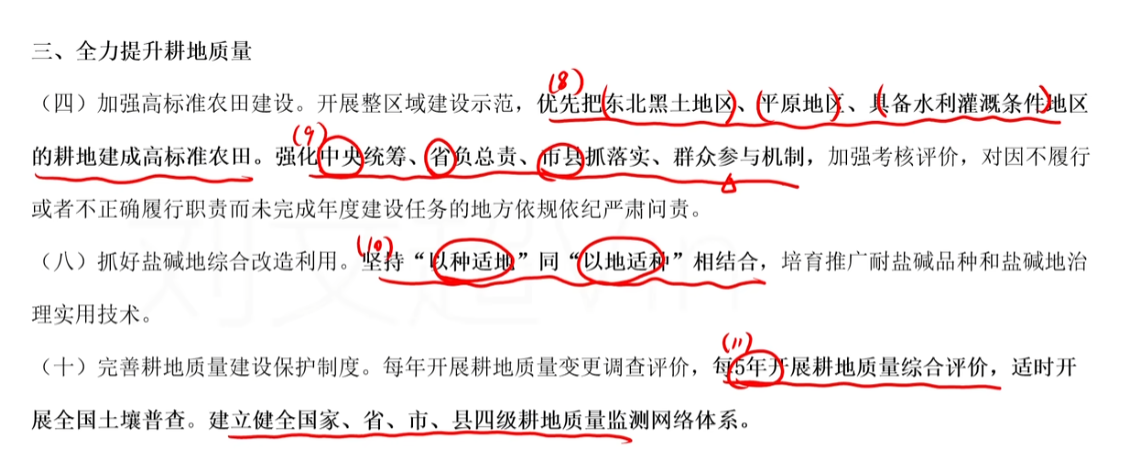 三、全力提升耕地质量
(8)
（四）加强高标准农田建设。开展整区域建设示范，优先把(东北黑土地区)、(平原地区)、(具备水利灌溉条件)地区
(9)
的耕地建成高标准农田。强化中央统筹、省负总责、市县抓落实、群众参与机制，加强考核评价，对因不履行
或者不正确履行职责而未完成年度建设任务的地方依规依纪严肃问责。
(10)
（八）抓好盐碱地综合改造利用。坚持“以种适地”同“以地适种”相结合，培育推广耐盐碱品种和盐碱地治
理实用技术。
(11)
（十）完善耕地质量建设保护制度。每年开展耕地质量变更调查评价，每5年开展耕地质量综合评价，适时开
展全国土壤普查。建立健全国家、省、市、县四级耕地质量监测网络体系。